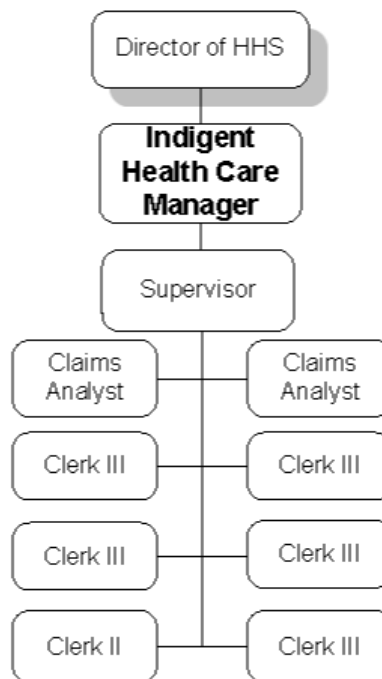 Director of HHS
Indigent
Health Care
Manager
Supervisor
Claims
Analyst
Claims
Analyst
Clerk III
Clerk III
Clerk III
Clerk III
Clerk II
Clerk III